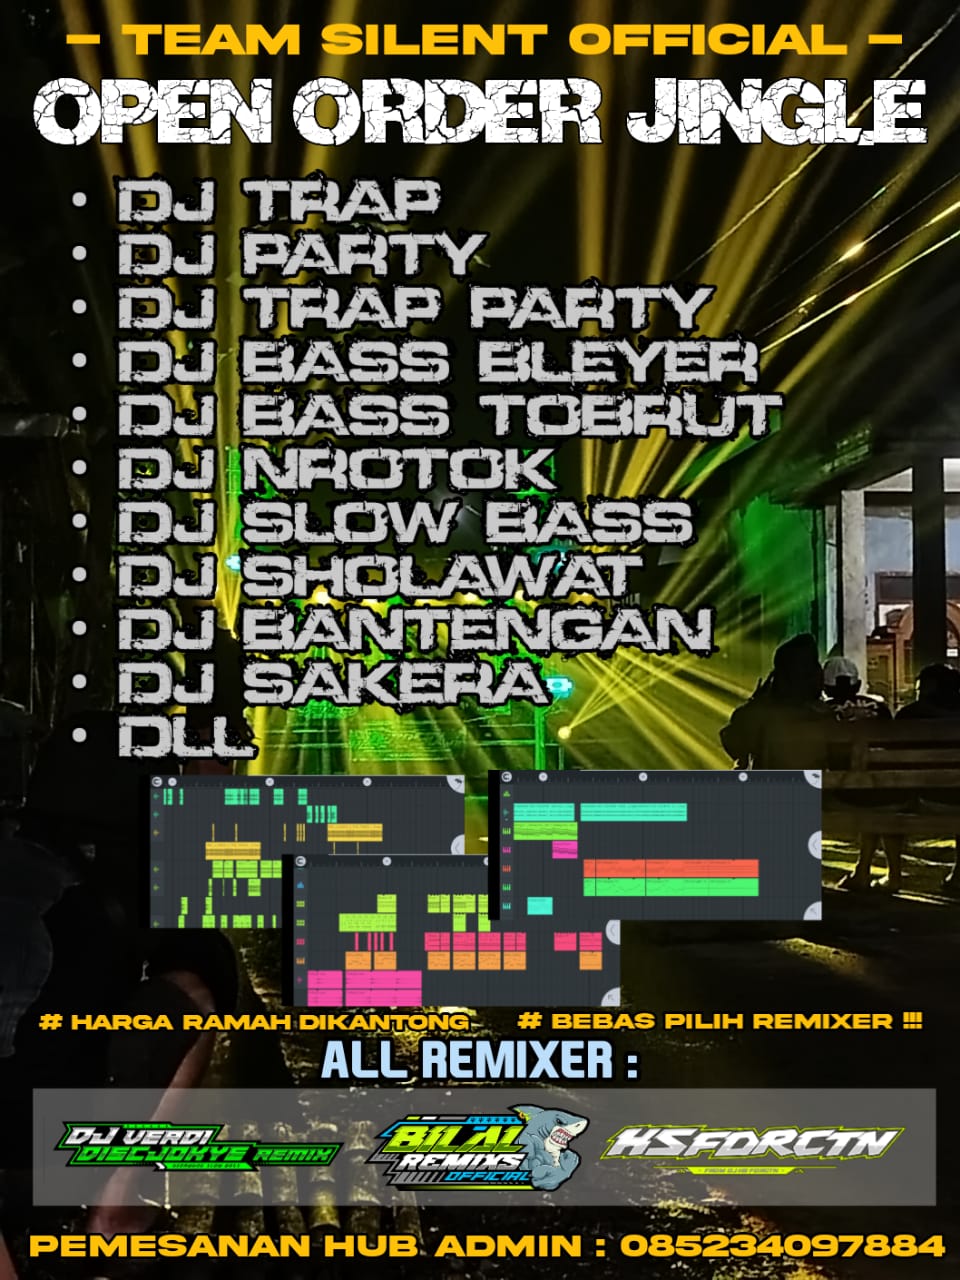 - TEAM SILENT OFFICIAL -
OPEN ORDER JINGLE
• DJ TRAP
• DJ PARTY
• DJ TRAP PARTY
• DJ BASS BLEYER
• DJ BASS TOBRUT
• DJ NROTOK
• DJ SLOW BASS
• DJ SHOLAWAT
• DJ BANTENGAN
• DJ SAKERA
• DLL
# HARGA RAMAH DIKANTONG
# BEBAS PILIH REMIXER !!!
ALL REMIXER :
DJ VERDI
DISCJOKYE REMIX
BILAL
REMIXS
OFFICIAL
HSFORCTN
PEMESANAN HUB ADMIN : 085234097884